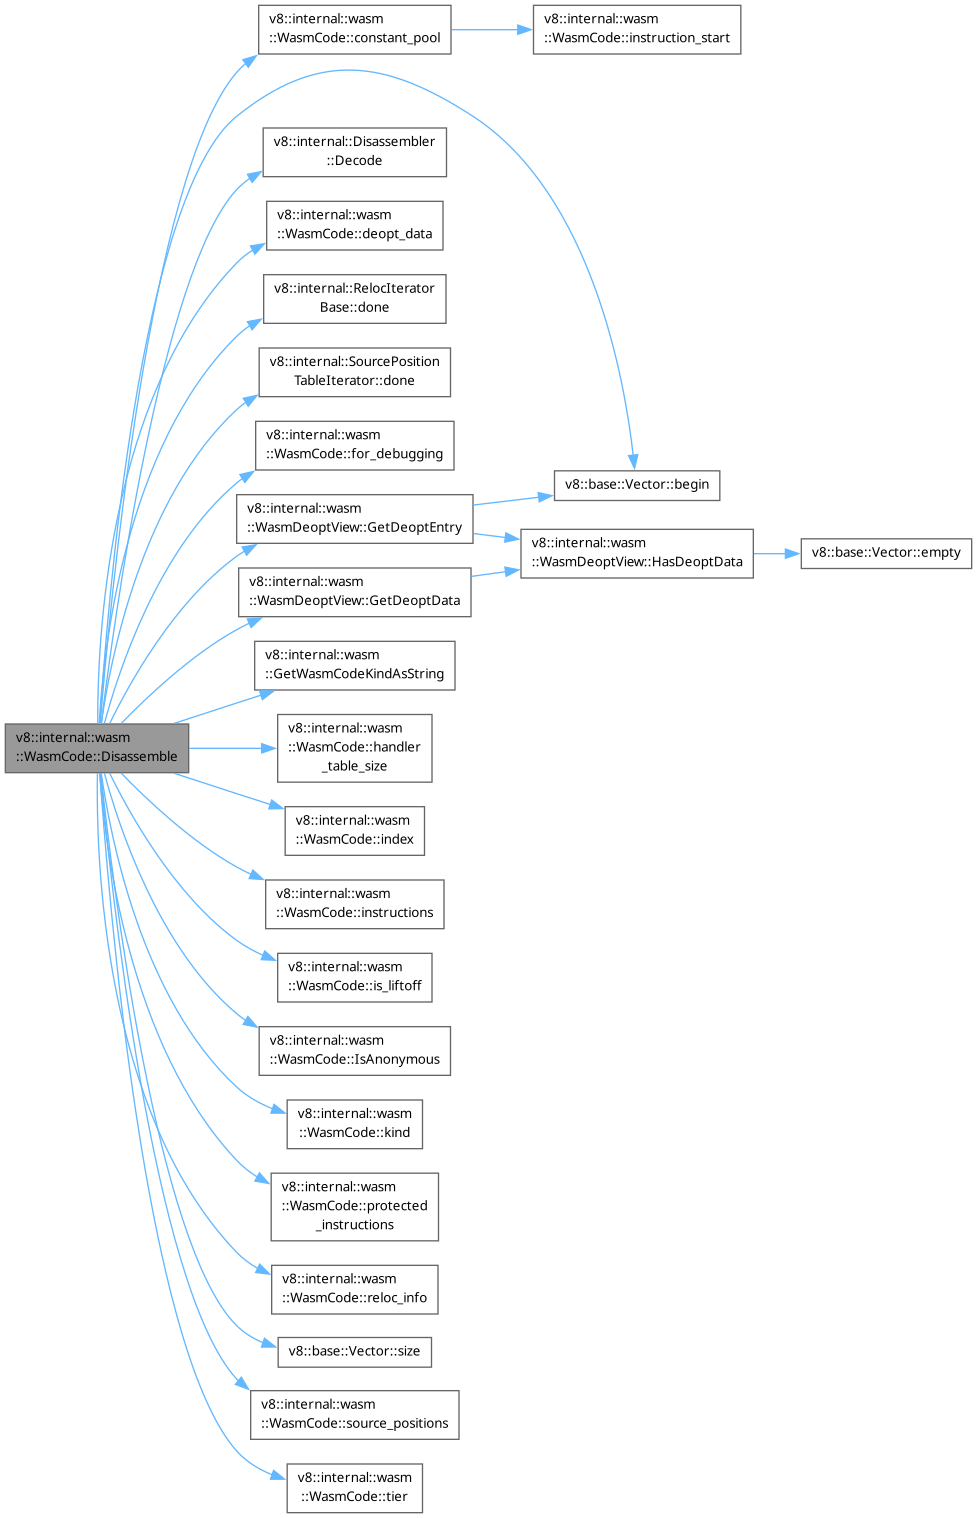 v8::internal::wasm
::WasmCode::constant_pool
v8::internal::wasm
::WasmCode::instruction_start
v8::internal::Disassembler
::Decode
v8::internal::wasm
::WasmCode::deopt_data
v8::internal::RelocIterator
Base::done
v8::internal::SourcePosition
TableIterator::done
v8::internal::wasm
::WasmCode::for_debugging
v8::base::Vector::begin
v8::internal::wasm
::WasmDeoptView::GetDeoptEntry
v8::internal::wasm
::WasmDeoptView::HasDeoptData
v8::base::Vector::empty
v8::internal::wasm
::WasmDeoptView::GetDeoptData
v8::internal::wasm
::GetWasmCodeKindAsString
v8::internal::wasm
::WasmCode::Disassemble
v8::internal::wasm
::WasmCode::handler
_table_size
v8::internal::wasm
::WasmCode::index
v8::internal::wasm
::WasmCode::instructions
v8::internal::wasm
::WasmCode::is_liftoff
v8::internal::wasm
::WasmCode::IsAnonymous
v8::internal::wasm
::WasmCode::kind
v8::internal::wasm
::WasmCode::protected
_instructions
v8::internal::wasm
::WasmCode::reloc_info
v8::base::Vector::size
v8::internal::wasm
::WasmCode::source_positions
v8::internal::wasm
::WasmCode::tier